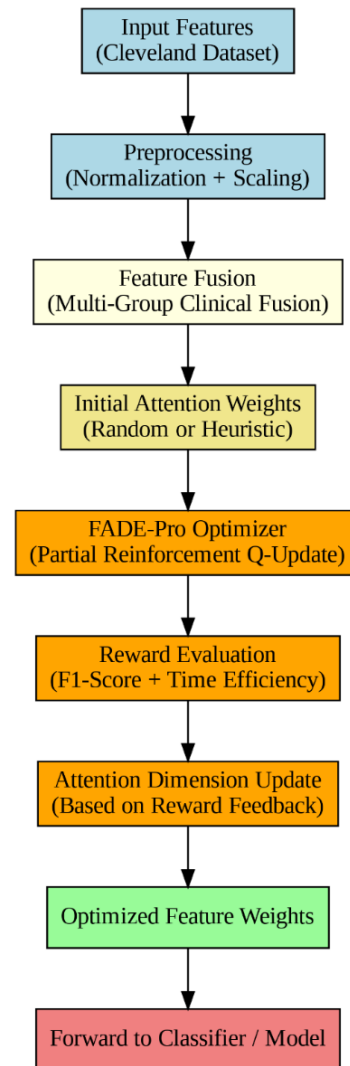 Input Features
(Cleveland Dataset)
Preprocessing
(Normalization + Scaling)
Feature Fusion
(Multi-Group Clinical Fusion)
Initial Attention Weights
(Random or Heuristic)
FADE-Pro Optimizer
(Partial Reinforcement Q-Update)
Reward Evaluation
(F1-Score + Time Efficiency)
Attention Dimension Update
(Based on Reward Feedback)
Optimized Feature Weights
Forward to Classifier / Model